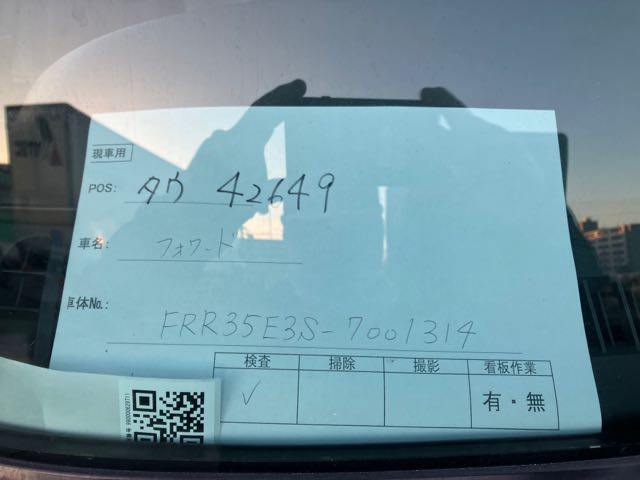 現車用
POS: タウ 42649
車名: フォワード
車体No.: FRR35E3S-7001314
検査 掃除 撮影 看板作業
✓ 有・無